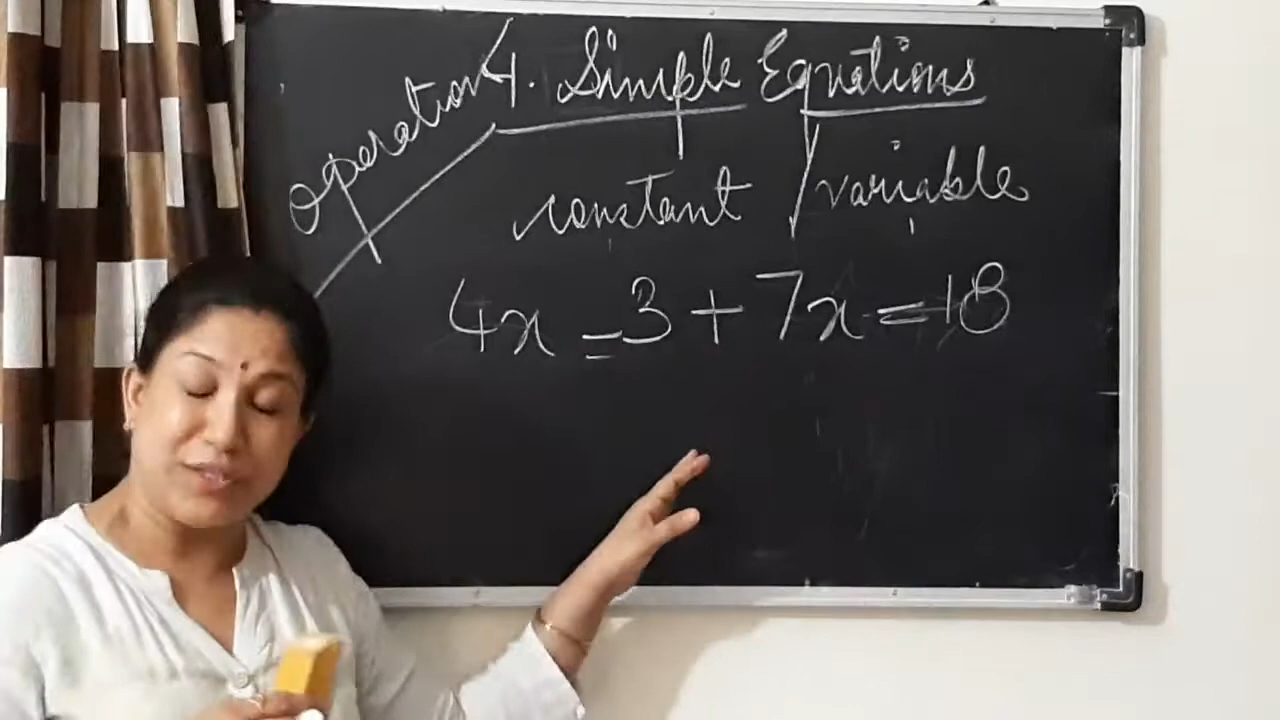 4. Simple Equations
operation
constant / variable
4x - 3 + 7x = 18